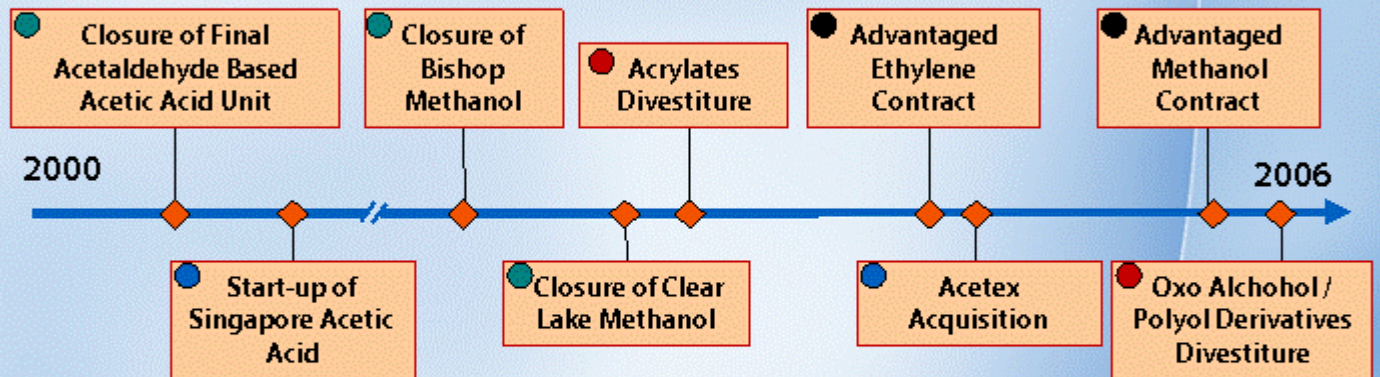 Closure of Final
Acetaldehyde Based
Acetic Acid Unit
Closure of
Bishop
Methanol
Acrylates
Divestiture
Advantaged
Ethylene
Contract
Advantaged
Methanol
Contract
2000
2006
Start-up of
Singapore Acetic
Acid
Closure of Clear
Lake Methanol
Acetex
Acquisition
Oxo Alchohol /
Polyol Derivatives
Divestiture